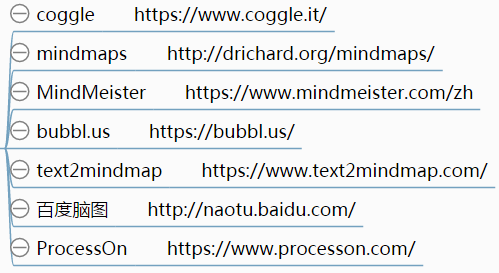 coggle https://www.coggle.it/
mindmaps http://drichard.org/mindmaps/
MindMeister https://www.mindmeister.com/zh
bubbl.us https://bubbl.us/
text2mindmap https://www.text2mindmap.com/
百度脑图 http://naotu.baidu.com/
ProcessOn https://www.processon.com/